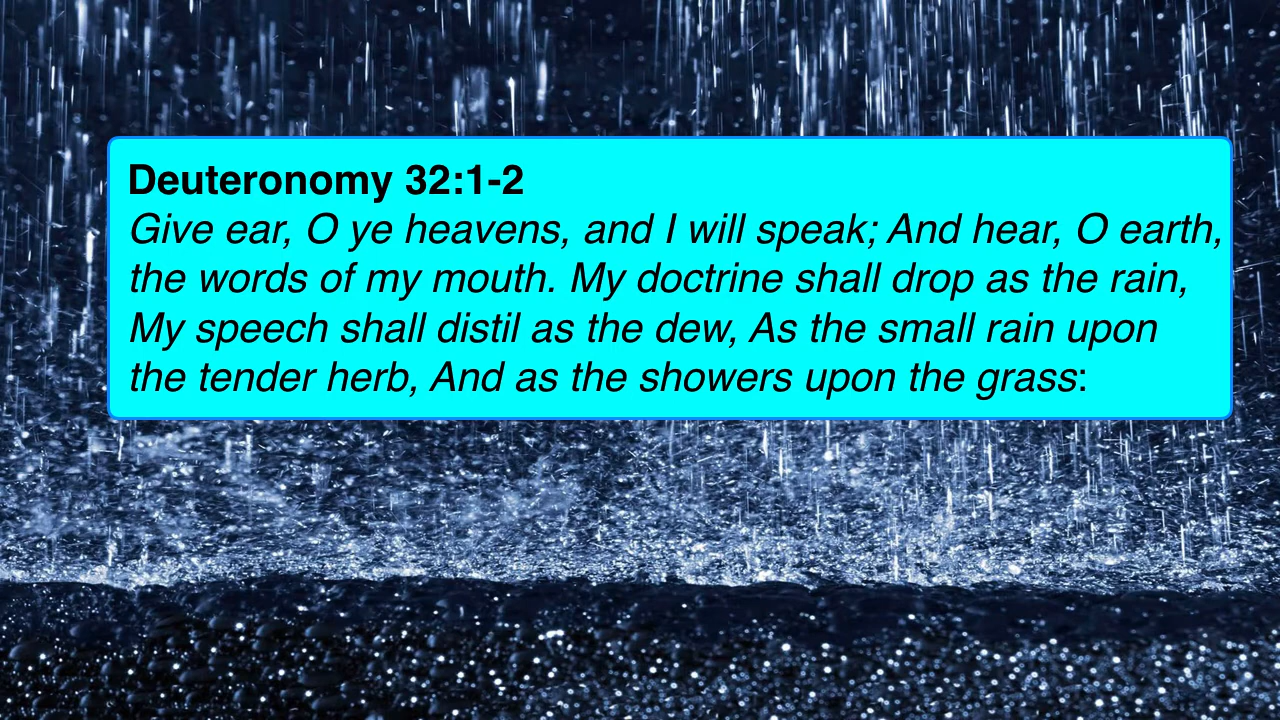 Deuteronomy 32:1-2
Give ear, O ye heavens, and I will speak; And hear, O earth,
the words of my mouth. My doctrine shall drop as the rain,
My speech shall distil as the dew, As the small rain upon
the tender herb, And as the showers upon the grass: